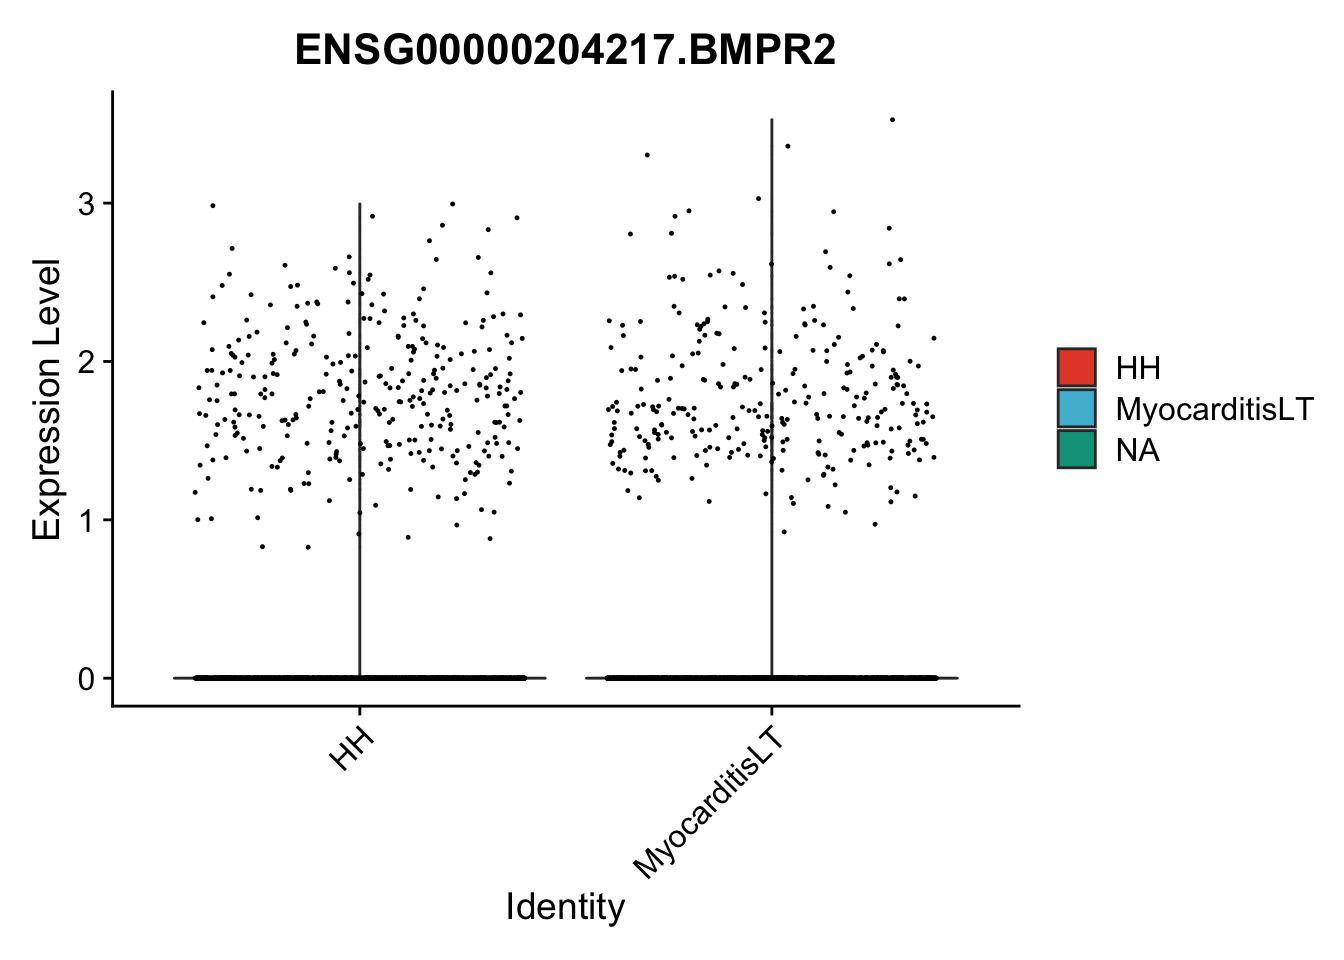 ENSG00000204217.BMPR2
Expression Level
3
2
1
0
HH
MyocarditisLT
Identity
HH
MyocarditisLT
NA